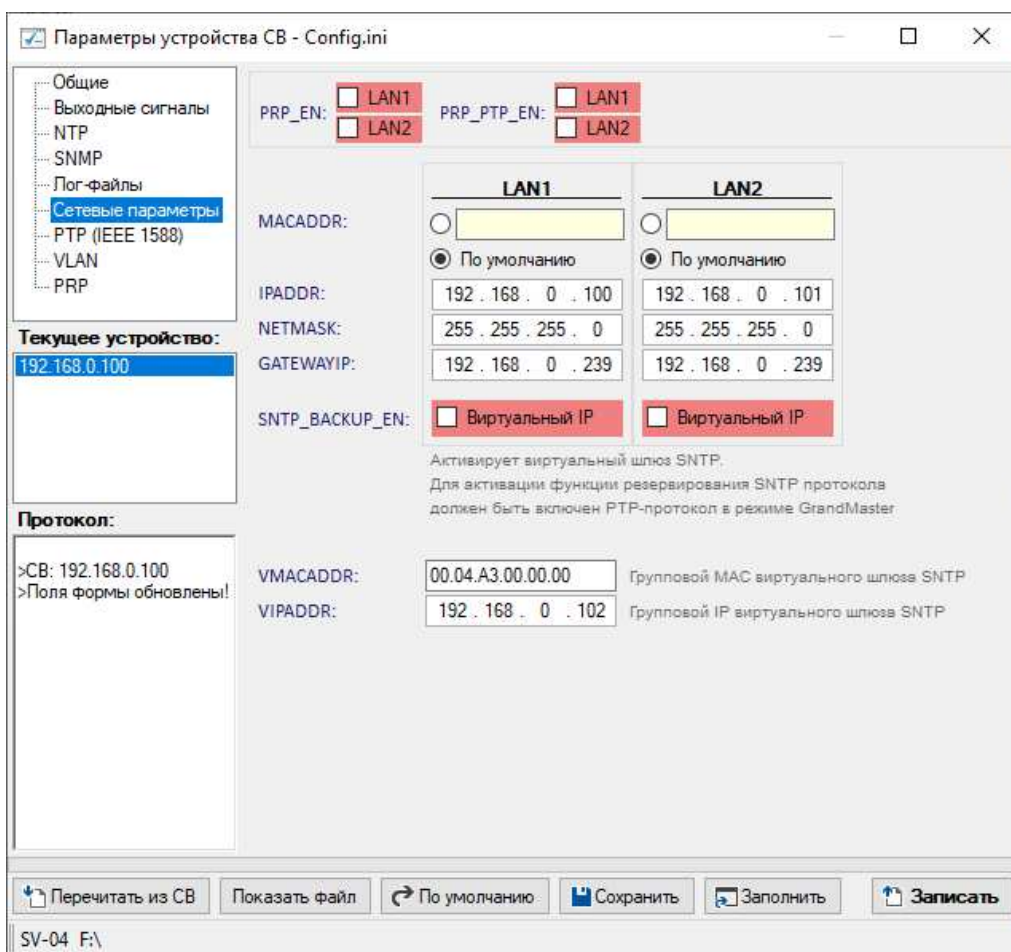 Параметры устройства СВ - Config.ini
Общие
Выходные сигналы
NTP
SNMP
Лог-файлы
Сетевые параметры
PTP (IEEE 1588)
VLAN
PRP
Текущее устройство:
192.168.0.100
Протокол:
>СВ: 192.168.0.100
>Поля формы обновлены!
PRP_EN: LAN1 PRP_PTP_EN: LAN1
LAN2 LAN2
LAN1 LAN2
MACADDR:
По умолчанию По умолчанию
IPADDR: 192 . 168 . 0 . 100 192 . 168 . 0 . 101
NETMASK: 255 . 255 . 255 . 0 255 . 255 . 255 . 0
GATEWAYIP: 192 . 168 . 0 . 239 192 . 168 . 0 . 239
SNTP_BACKUP_EN: Виртуальный IP Виртуальный IP
Активирует виртуальный шлюз SNTP.
Для активации функции резервирования SNTP протокола
должен быть включен PTP-протокол в режиме GrandMaster
VMACADDR: 00.04.A3.00.00.00 Групповой MAC виртуального шлюза SNTP
VIPADDR: 192 . 168 . 0 . 102 Групповой IP виртуального шлюза SNTP
Перечитать из СВ Показать файл По умолчанию Сохранить Заполнить Записать
SV-04 F:\